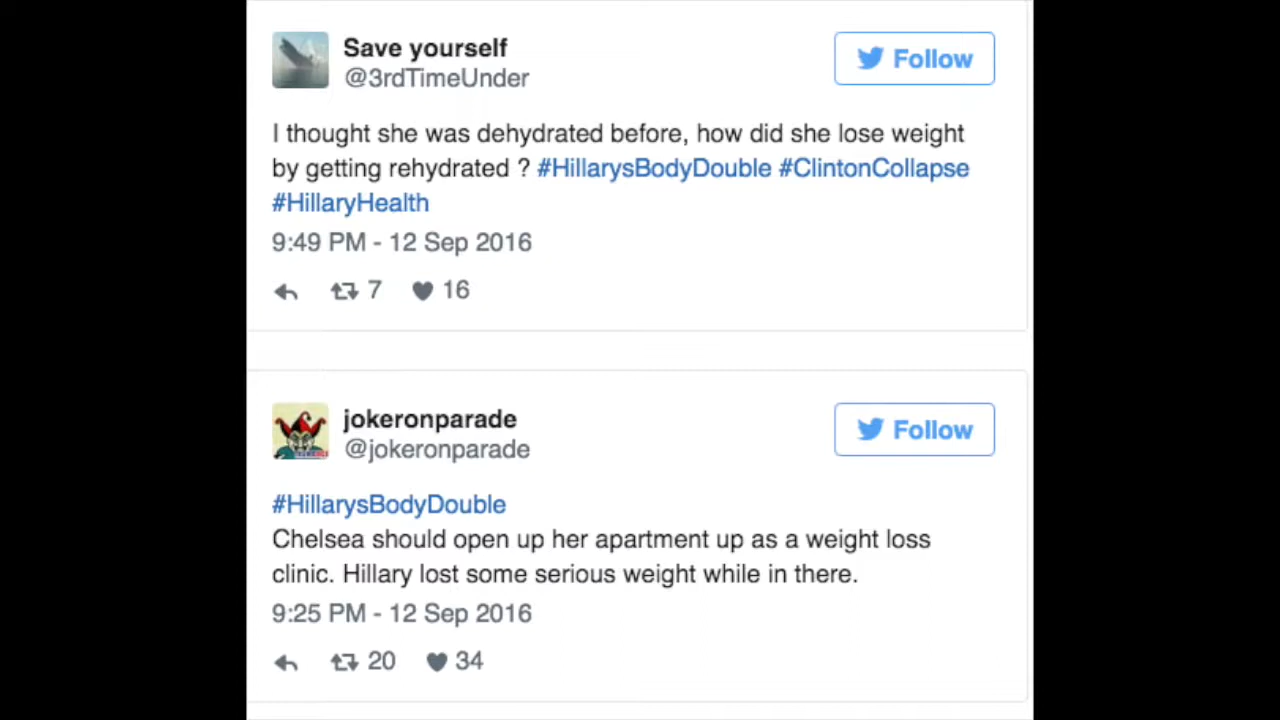 Save yourself
@3rdTimeUnder
Follow
I thought she was dehydrated before, how did she lose weight
by getting rehydrated ? #HillarysBodyDouble #ClintonCollapse
#HillaryHealth
9:49 PM - 12 Sep 2016
7 16
jokeronparade
@jokeronparade
Follow
#HillarysBodyDouble
Chelsea should open up her apartment up as a weight loss
clinic. Hillary lost some serious weight while in there.
9:25 PM - 12 Sep 2016
20 34